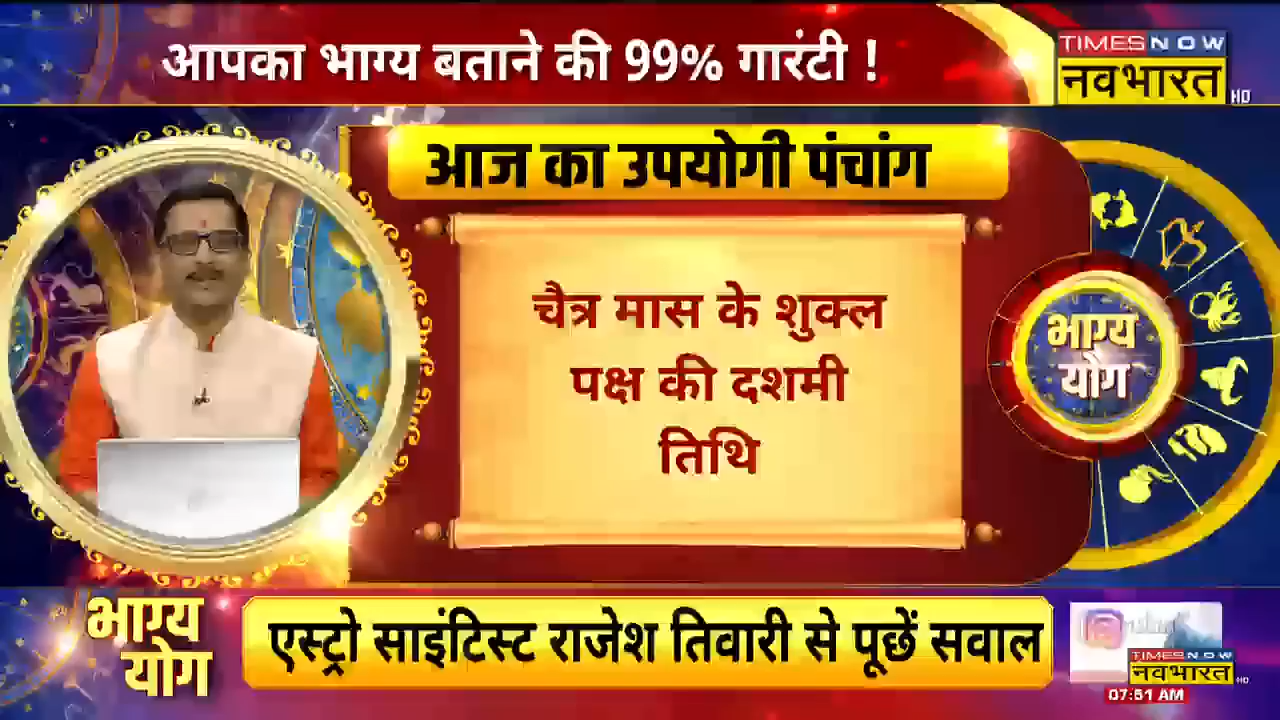 आपका भाग्य बताने की 99% गारंटी !
TIMES NOW
नवभारत
HD
आज का उपयोगी पंचांग
चैत्र मास के शुक्ल
पक्ष की दशमी
तिथि
भाग्य
योग
भाग्य
योग
एस्ट्रो साइंटिस्ट राजेश तिवारी से पूछें सवाल
TIMES NOW
नवभारत
HD
07:51 AM